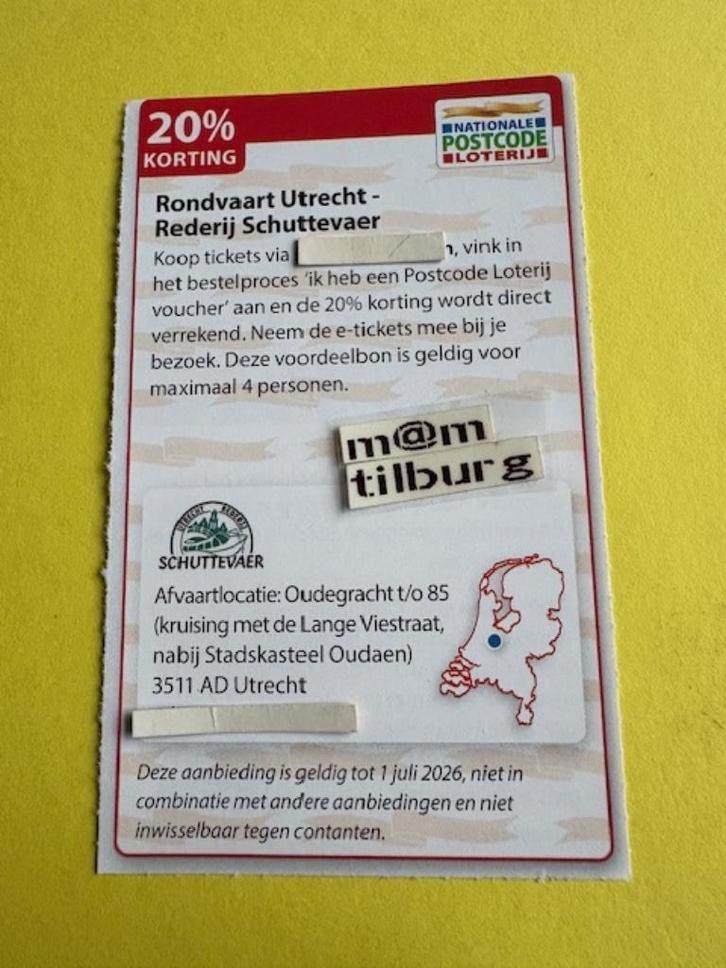 20%
KORTING
NATIONALE
POSTCODE
LOTERIJ
Rondvaart Utrecht -
Rederij Schuttevaer
Koop tickets via , vink in
het bestelproces ‘ik heb een Postcode Loterij
voucher’ aan en de 20% korting wordt direct
verrekend. Neem de e-tickets mee bij je
bezoek. Deze voordeelbon is geldig voor
maximaal 4 personen.
m@m
tilburg
UTRECHT REDERIJ
SCHUTTEVAER
Afvaartlocatie: Oudegracht t/o 85
(kruising met de Lange Viestraat,
nabij Stadskasteel Oudaen)
3511 AD Utrecht
Deze aanbieding is geldig tot 1 juli 2026, niet in
combinatie met andere aanbiedingen en niet
inwisselbaar tegen contanten.